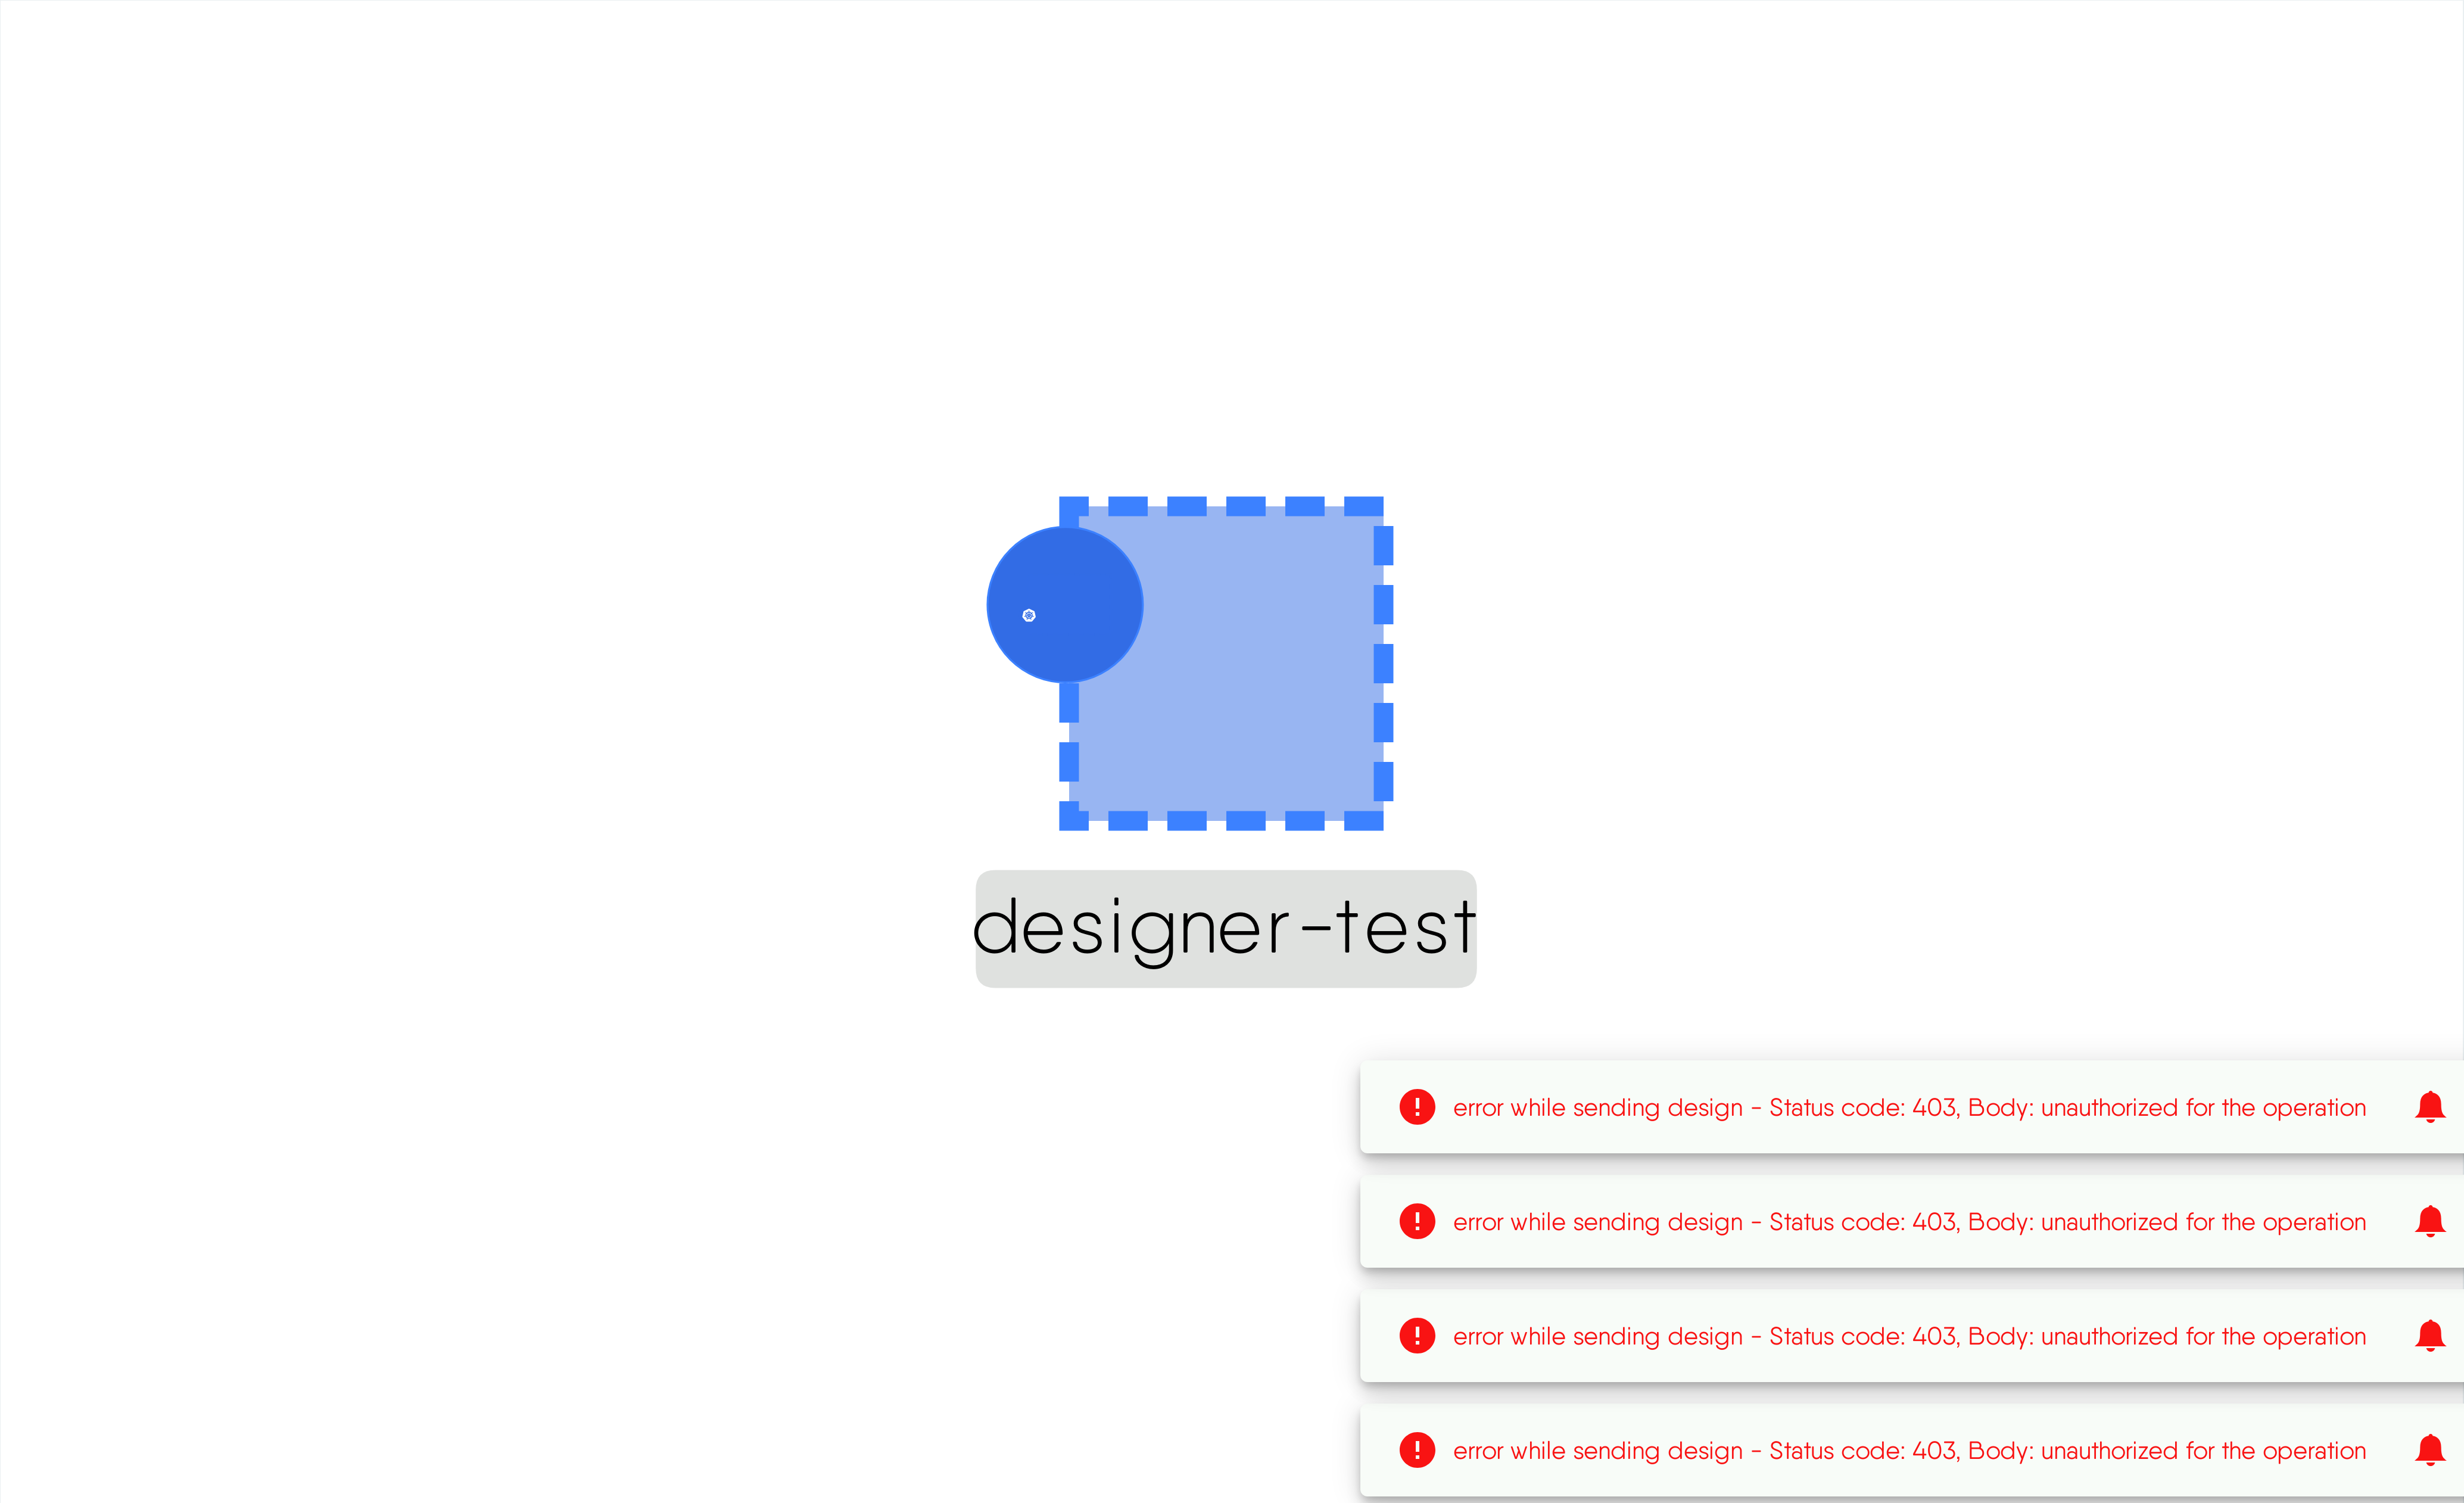 designer-test
error while sending design - Status code: 403, Body: unauthorized for the operation
error while sending design - Status code: 403, Body: unauthorized for the operation
error while sending design - Status code: 403, Body: unauthorized for the operation
error while sending design - Status code: 403, Body: unauthorized for the operation